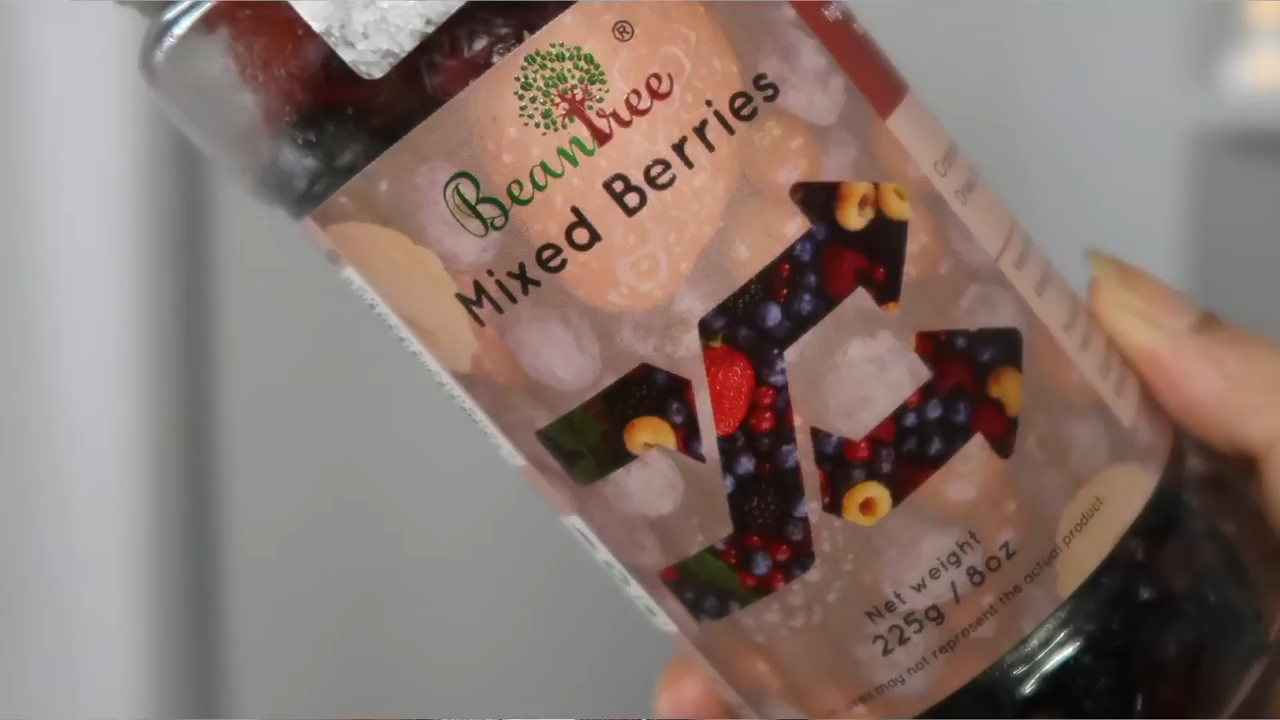 BeanTree ®
Mixed Berries
Net weight
225g / 8oz
may not represent the actual product